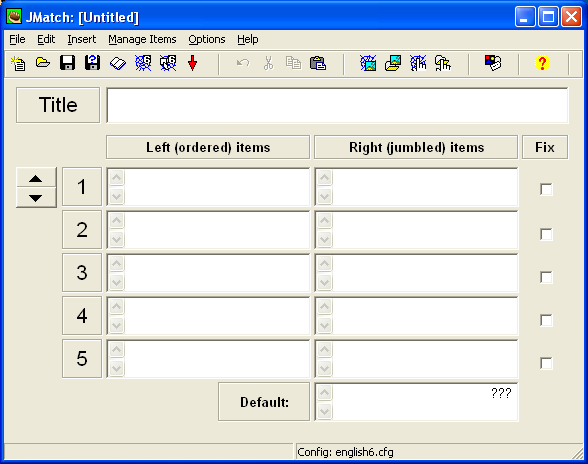 JMatch: [Untitled]
File Edit Insert Manage Items Options Help
Title
Left (ordered) items Right (jumbled) items Fix
1
2
3
4
5
Default: ???
Config: english6.cfg